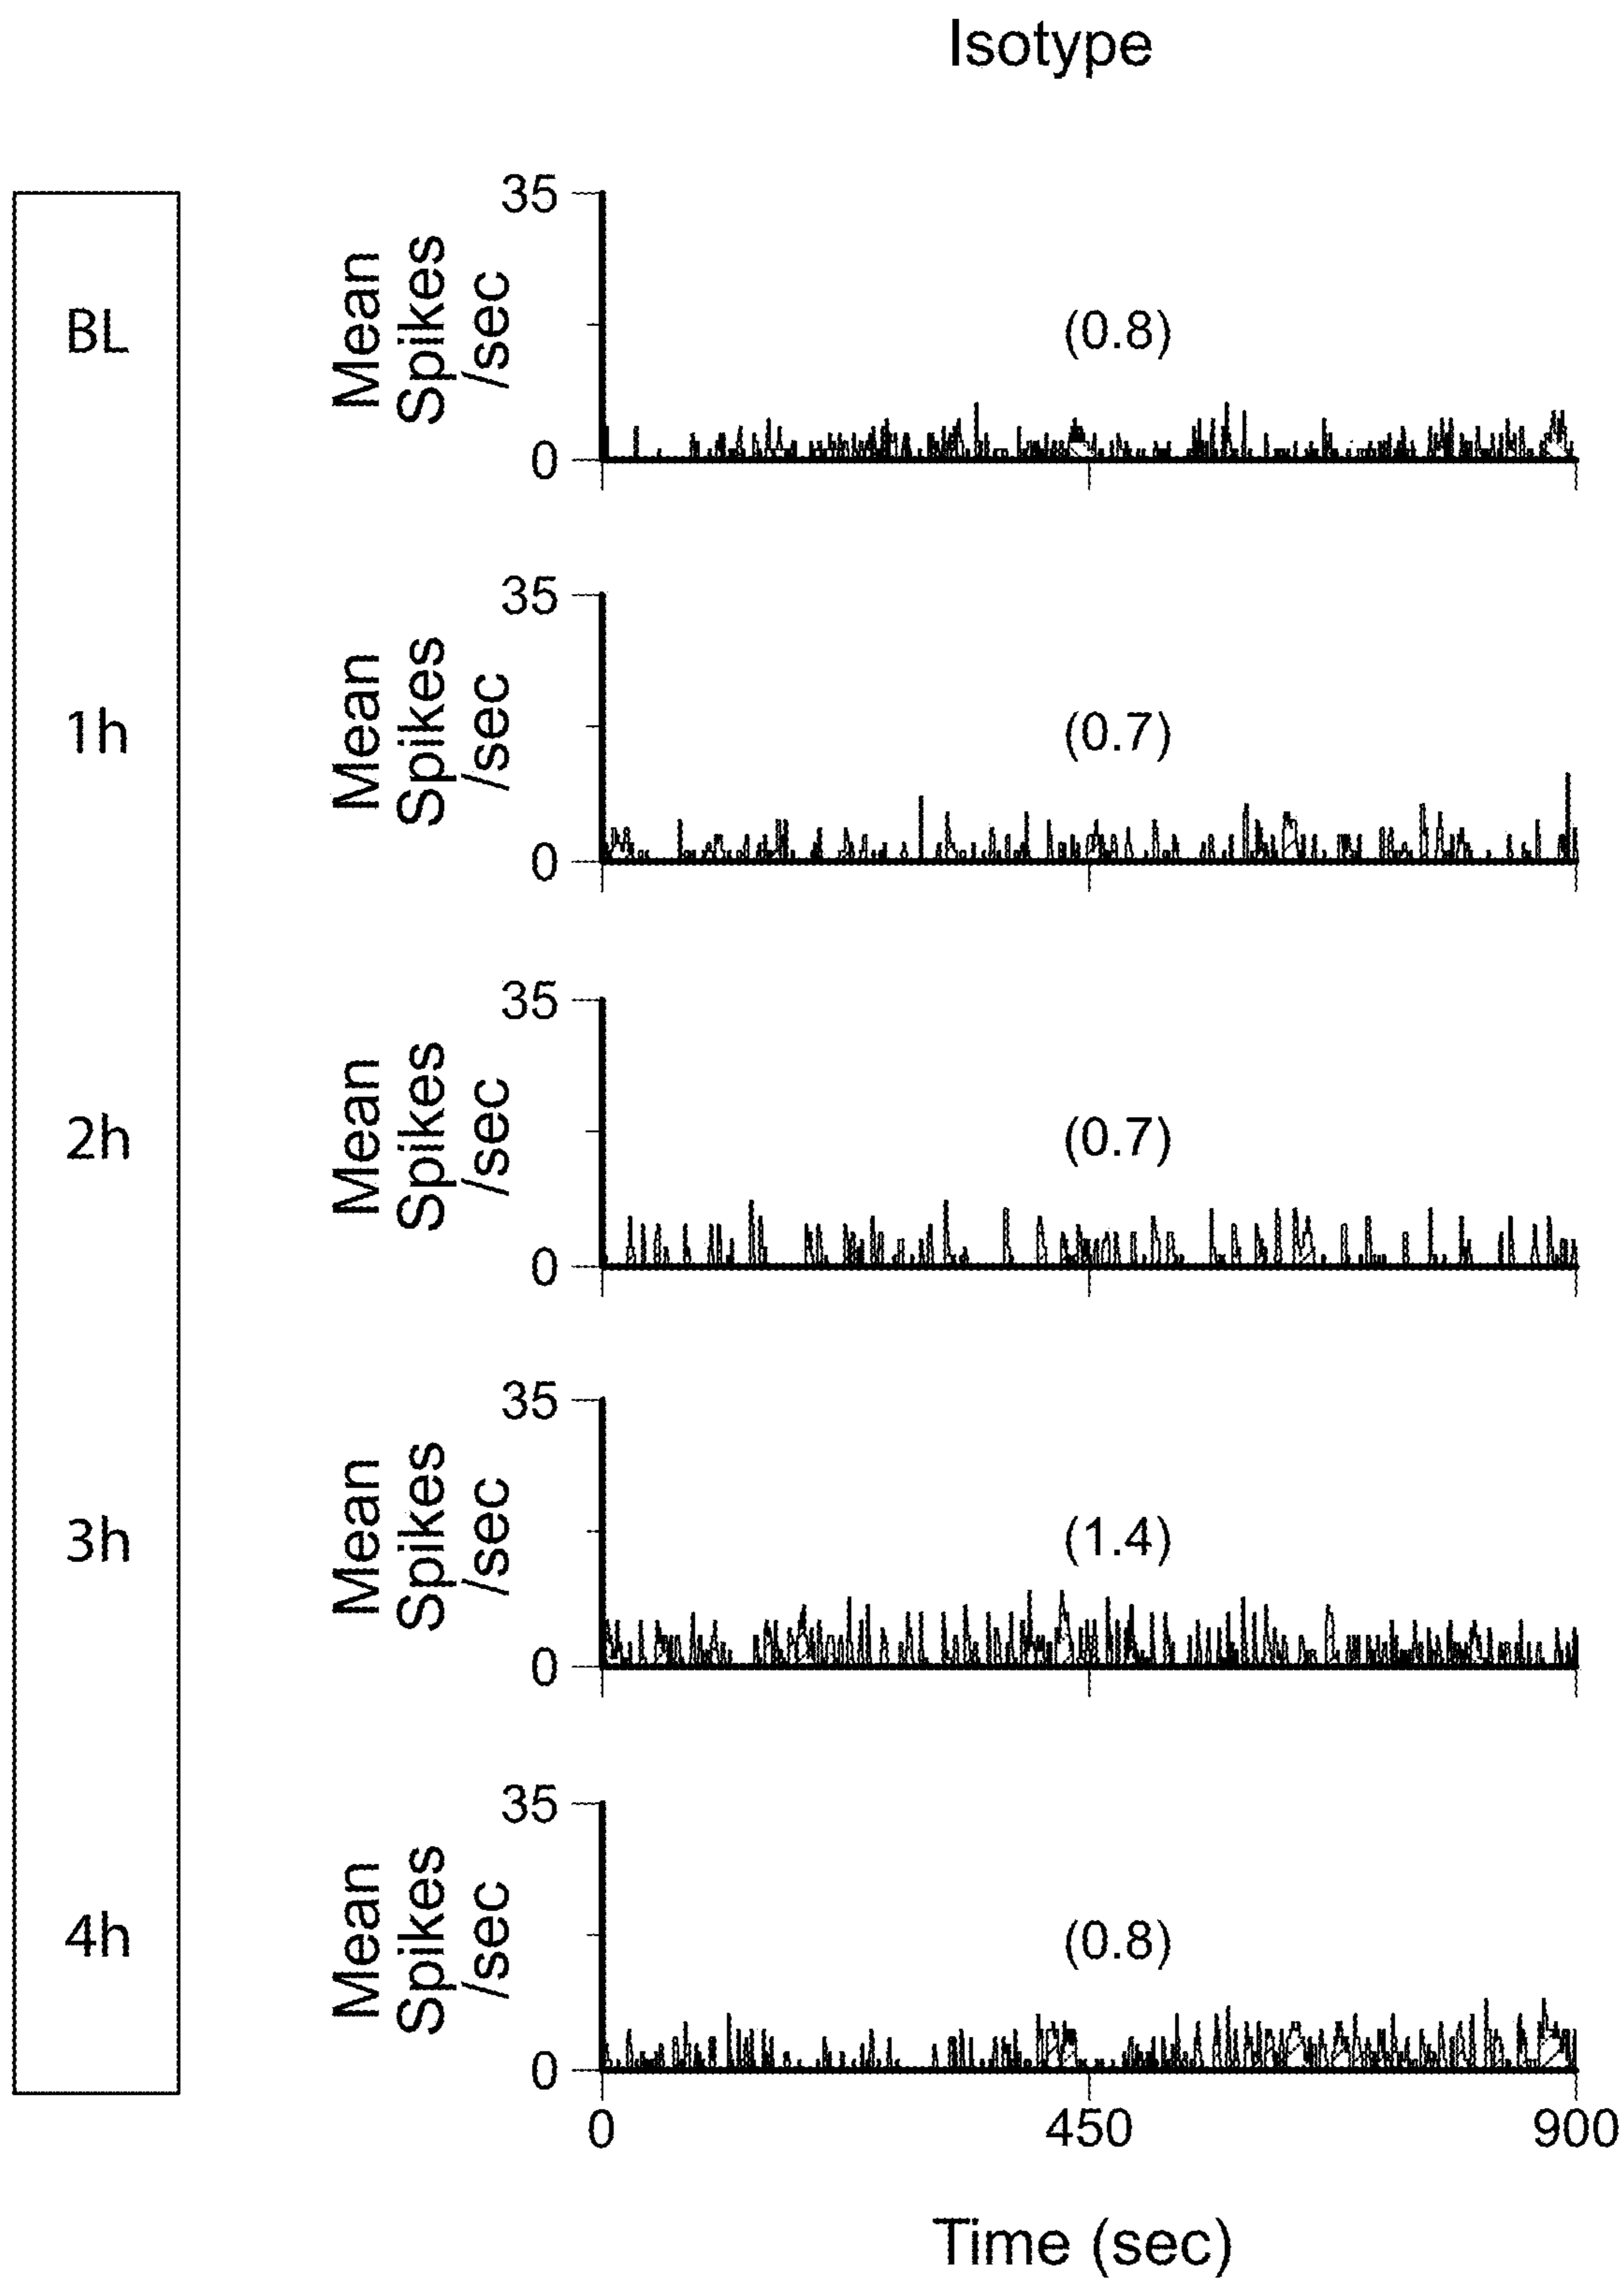 Isotype
BL
Mean
Spikes
/sec
35
0
(0.8)
1h
Mean
Spikes
/sec
35
0
(0.7)
2h
Mean
Spikes
/sec
35
0
(0.7)
3h
Mean
Spikes
/sec
35
0
(1.4)
4h
Mean
Spikes
/sec
35
0
(0.8)
0 450 900
Time (sec)